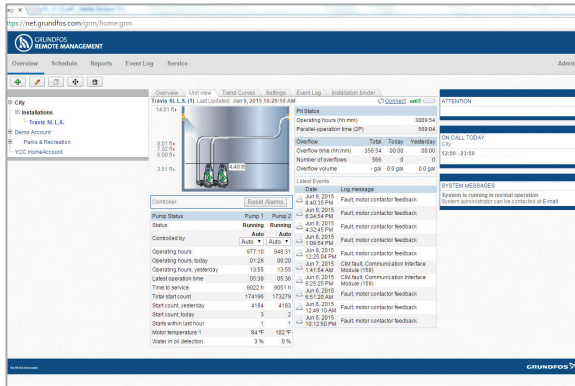 https://net.grundfos.com/grm/home.grm
GRUNDFOS
REMOTE MANAGEMENT
Overview Schedule Reports Event Log Service
City
Installations
Travis St. L.S.
Demo Account
Parks & Recreation
YCC HomeAccount
Overview Unit view Trend Curves Settings Event Log Installation binder
Travis St. L.S. (1) Last Updated: Jun 9, 2015 10:29:59 AM Connect
14.01 ft
8.01 ft
7.02 ft
6.00 ft
3.51 ft
4.46 ft
Controller: Reset Alarms
Pump Status Pump 1 Pump 2
Status Running Running
Controlled by Auto Auto
Auto Auto
Operating hours 977:10 948:31
Operating hours, today 01:28 00:20
Operating hours, yesterday 13:55 13:55
Latest operation time 05:38 05:36
Time to service 9022 h 9051 h
Total start count 174196 173279
Start count, yesterday 4184 4183
Start count, today 3 2
Starts within last hour 1 1
Motor temperature 1 84 °F 102 °F
Water in oil detection 3 % 0 %
Pit Status
Operating hours (hh:mm) 3009:54
Parallel-operation time (2P) 569:04
Overflow Total Today Yesterday
Overflow time (hh:mm) 356:54 00:00 00:00
Number of overflows 566 0 0
Overflow volume - gal 0.0 gal 0.0 gal
Latest Events
Date Log message
Jun 8, 2015
8:40:35 PM Fault, motor contactor feedback
Jun 8, 2015
6:34:54 PM Fault, motor contactor feedback
Jun 8, 2015
4:32:45 PM Fault, motor contactor feedback
Jun 8, 2015
1:09:54 PM Fault, motor contactor feedback
Jun 8, 2015
12:25:04 PM Fault, motor contactor feedback
Jun 7, 2015
1:41:54 AM CIM fault, Communication Interface Module (159)
Jun 6, 2015
6:25:25 PM CIM fault, Communication Interface Module (159)
Jun 6, 2015
6:51:20 AM Fault, motor contactor feedback
Jun 6, 2015
12:49:10 AM Fault, motor contactor feedback
Jun 5, 2015
10:12:50 PM Fault, motor contactor feedback
ATTENTION
ON CALL TODAY
City
12:00 - 23:59
SYSTEM MESSAGES
System is running in normal operation
System administrator can be contacted at E-mail
GRUNDFOS